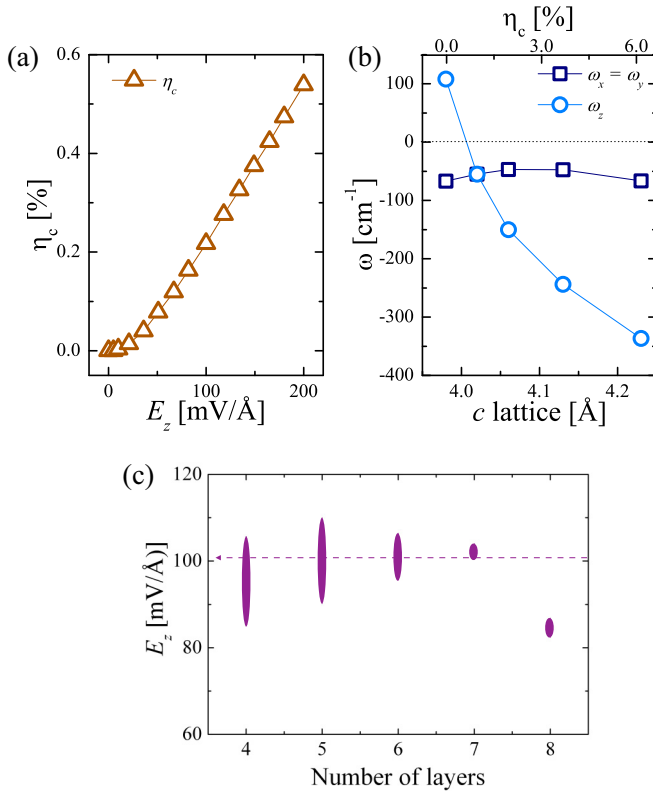 (a)
0.6
0.4
0.2
0.0
η_c [%]
η_c
0
100
200
E_z [mV/Å]
(b)
η_c [%]
0.0
3.0
6.0
100
0
-50
-100
-200
-300
-400
ω [cm⁻¹]
ω_x = ω_y
ω_z
4.0
4.1
4.2
c lattice [Å]
(c)
120
100
80
60
E_z [mV/Å)]
4
5
6
7
8
Number of layers